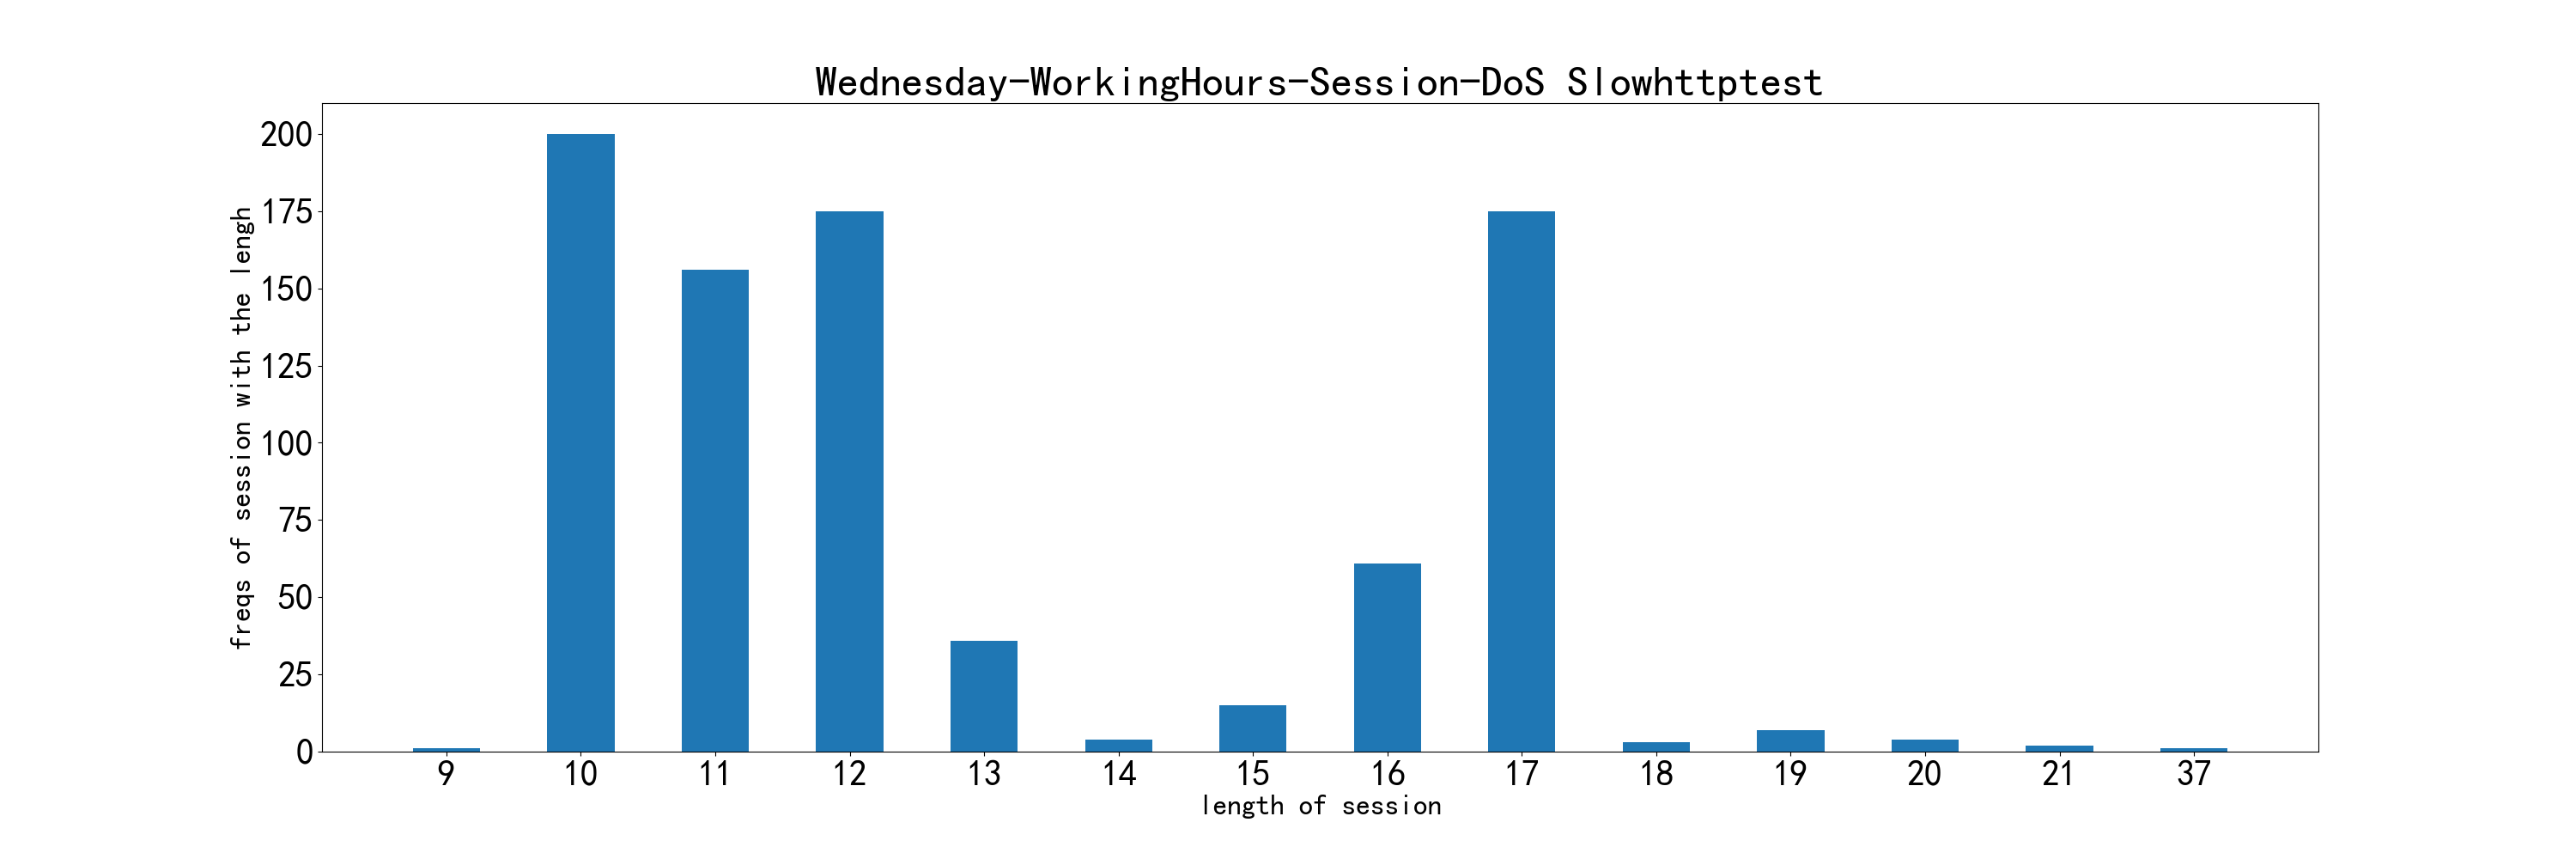 Wednesday-WorkingHours-Session-DoS Slowhttptest
freqs of session with the lengh
200
175
150
125
100
75
50
25
0
9 10 11 12 13 14 15 16 17 18 19 20 21 37
length of session